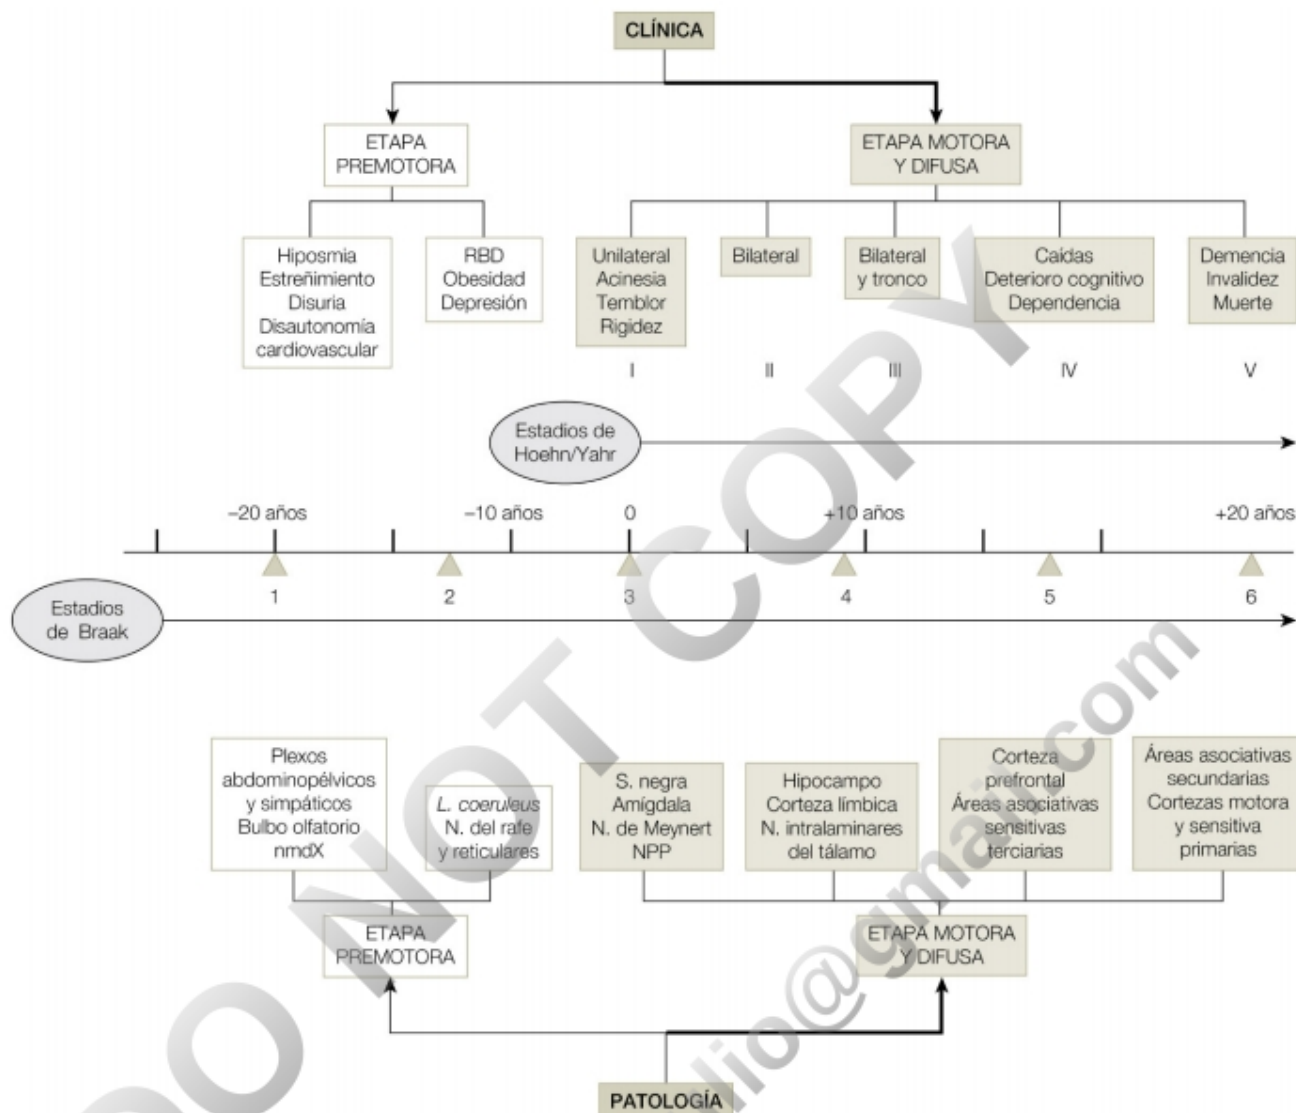 CLÍNICA
ETAPA
PREMOTORA
ETAPA MOTORA
Y DIFUSA
Hiposmia
Estreñimiento
Disuria
Disautonomía
cardiovascular
RBD
Obesidad
Depresión
Unilateral
Acinesia
Temblor
Rigidez
Bilateral
Bilateral
y tronco
Caídas
Deterioro cognitivo
Dependencia
Demencia
Invalidez
Muerte
I II III IV V
Estadios de
Hoehn/Yahr
–20 años –10 años 0 +10 años +20 años
1 2 3 4 5 6
Estadios
de Braak
Plexos
abdominopélvicos
y simpáticos
Bulbo olfatorio
nmdX
L. coeruleus
N. del rafe
y reticulares
S. negra
Amígdala
N. de Meynert
NPP
Hipocampo
Corteza límbica
N. intralaminares
del tálamo
Corteza
prefrontal
Áreas asociativas
sensitivas
terciarias
Áreas asociativas
secundarias
Cortezas motora
y sensitiva
primarias
ETAPA
PREMOTORA
ETAPA MOTORA
Y DIFUSA
PATOLOGÍA
DO NOT COPY
lio@gmail.com